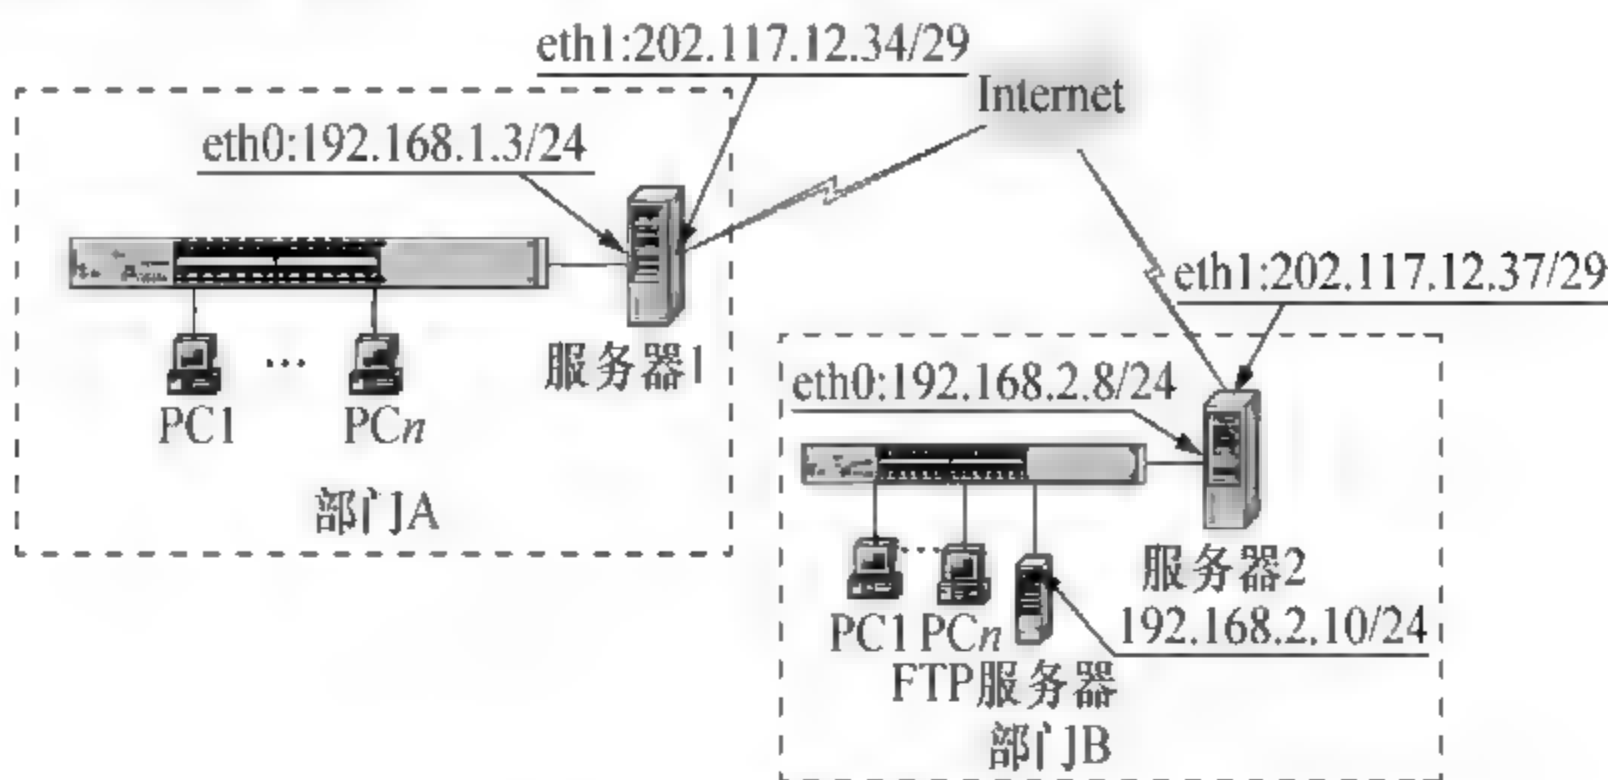 eth1:202.117.12.34/29
Internet
eth0:192.168.1.3/24
eth1:202.117.12.37/29
服务器1
PC1
...
PCn
部门A
eth0:192.168.2.8/24
服务器2
PC1
...
PCn
192.168.2.10/24
FTP服务器
部门B